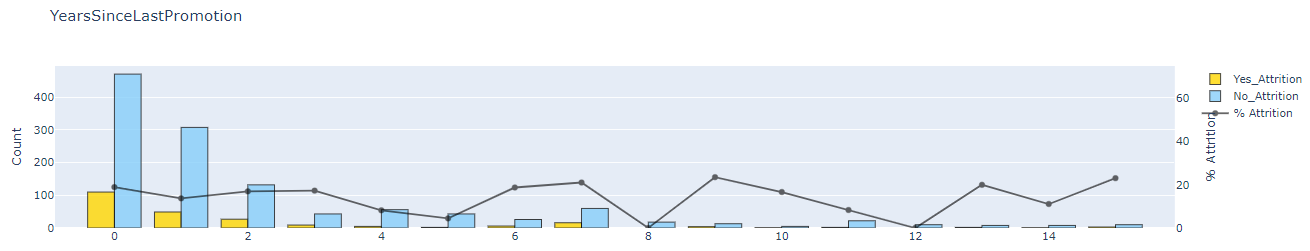 YearsSinceLastPromotion
Count
400
300
200
100
0
0 2 4 6 8 10 12 14
60
40
20
0
% Attrition
Yes_Attrition
No_Attrition
% Attrition